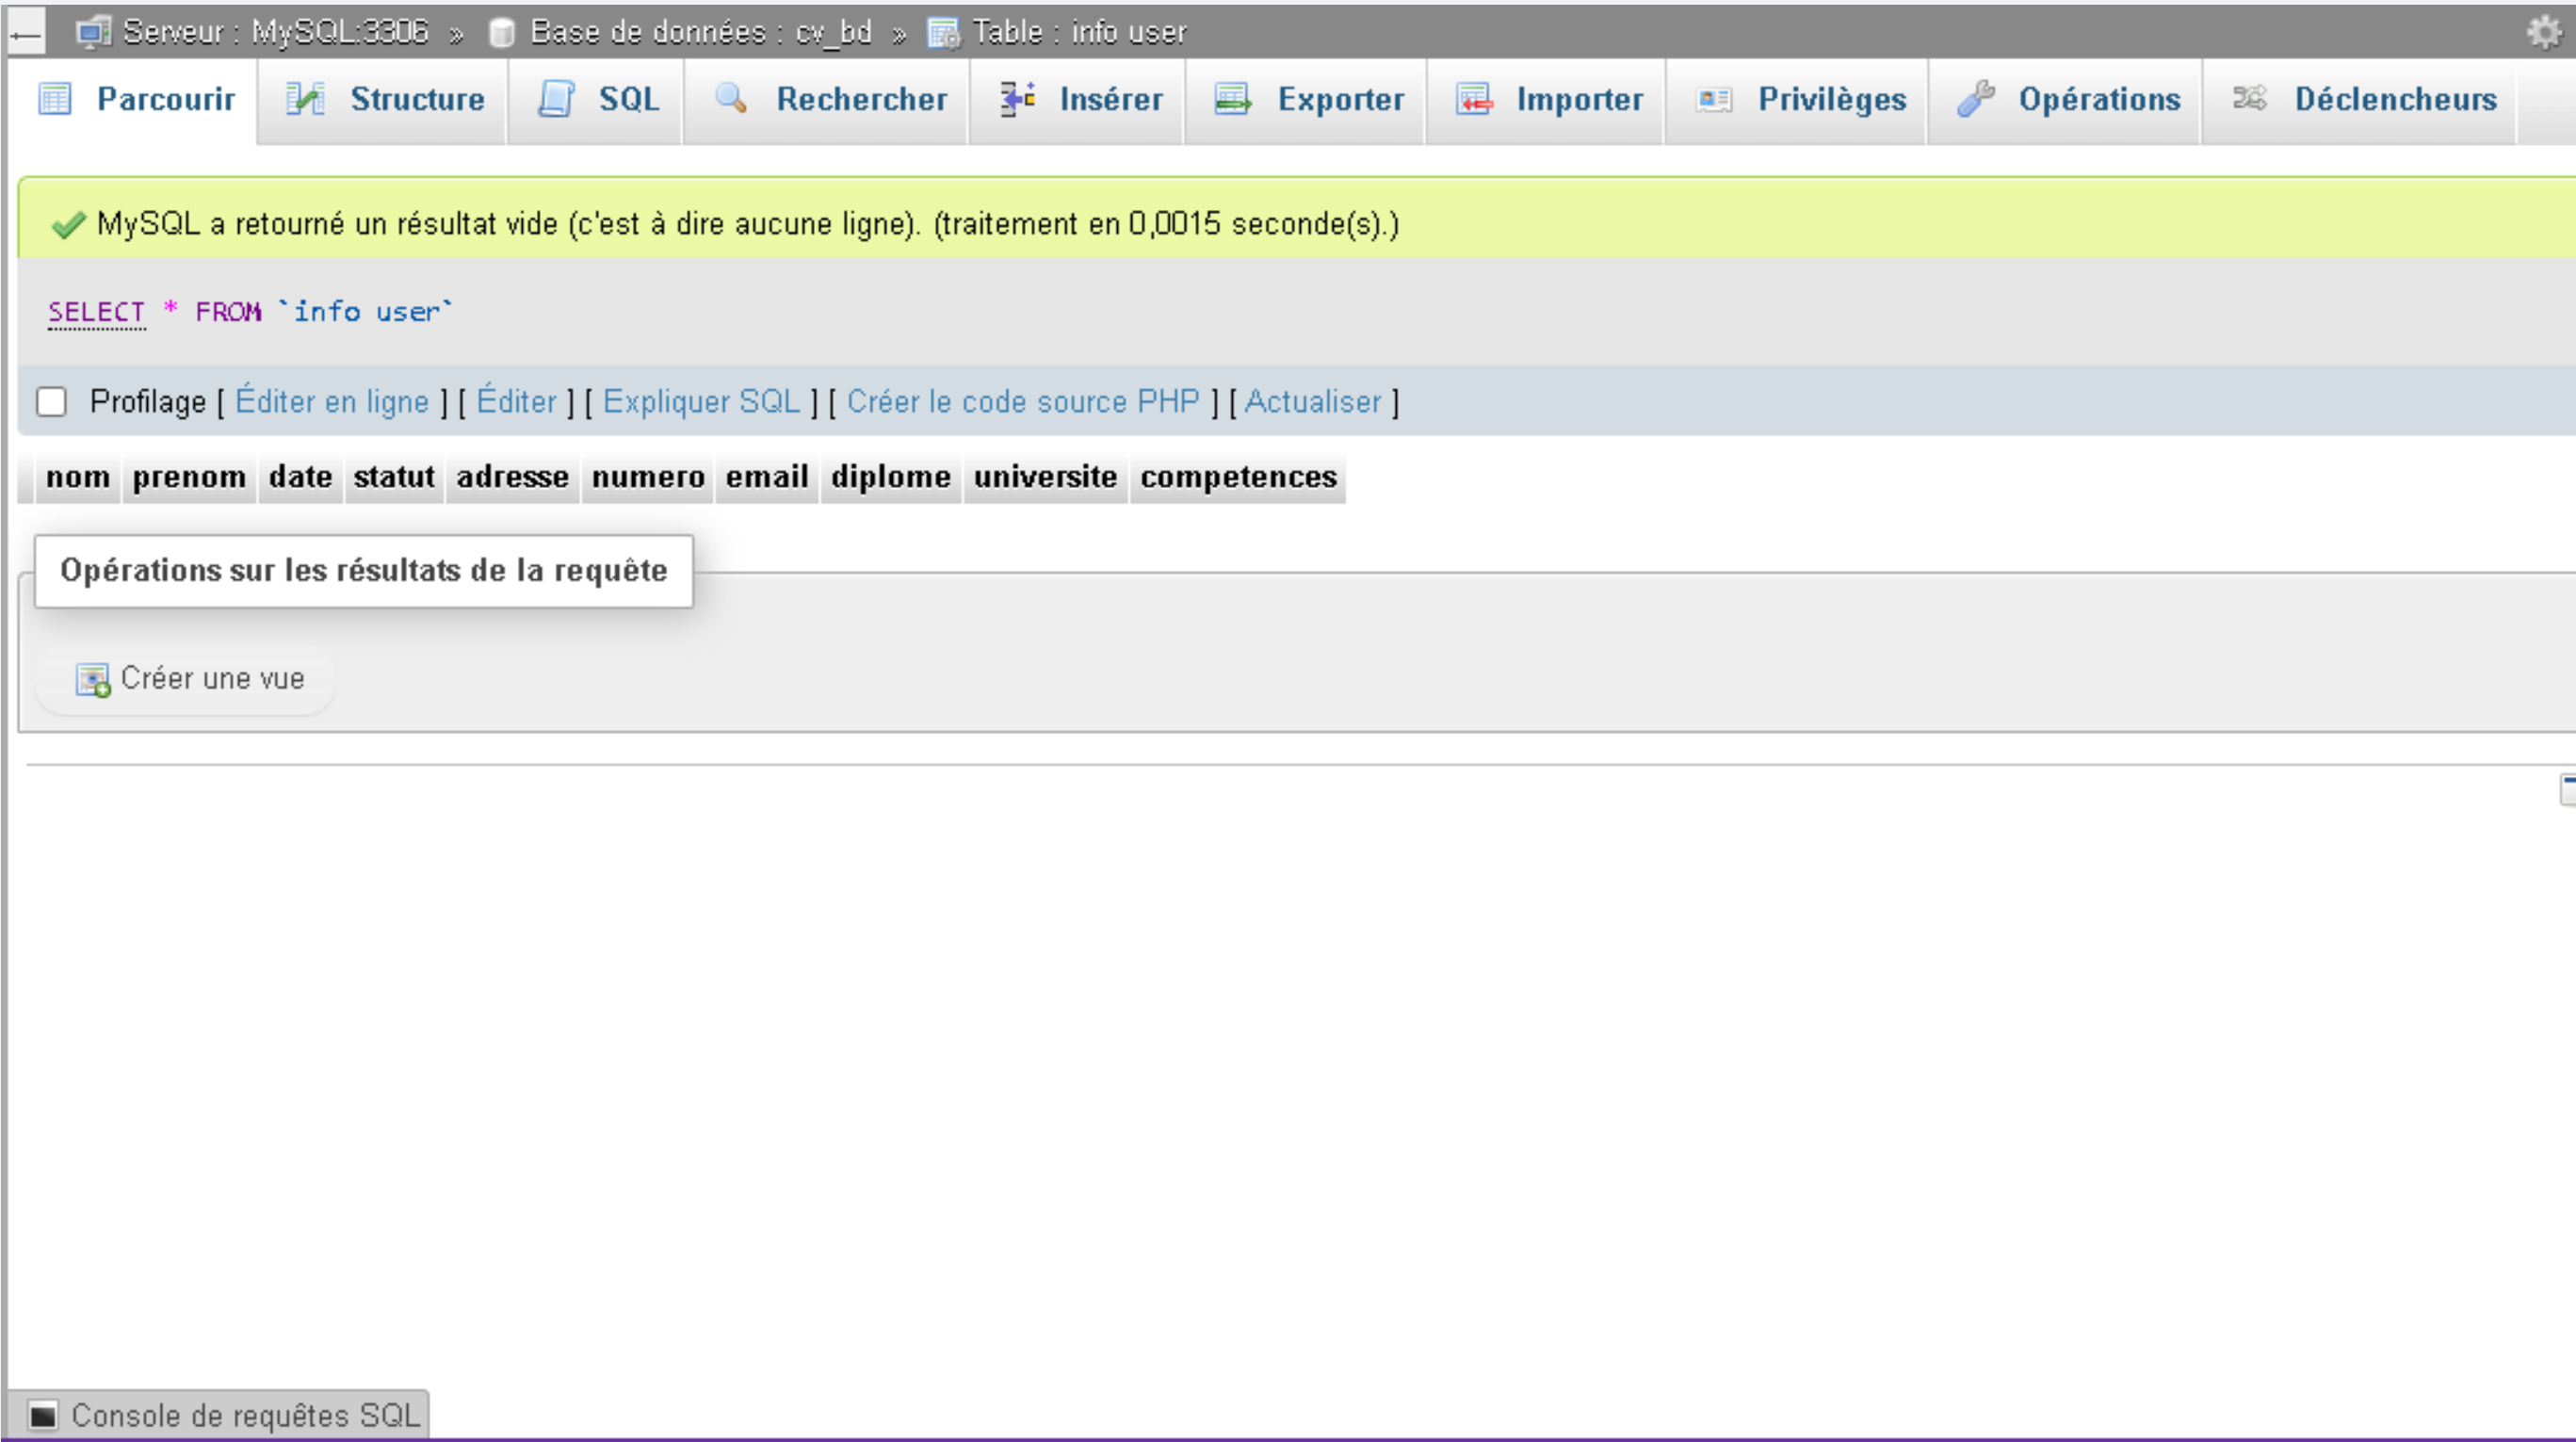 Serveur : MySQL:3306 » Base de données : cv_bd » Table : info user
Parcourir Structure SQL Rechercher Insérer Exporter Importer Privilèges Opérations Déclencheurs
MySQL a retourné un résultat vide (c'est à dire aucune ligne). (traitement en 0,0015 seconde(s).)
SELECT * FROM `info user`
Profilage [ Éditer en ligne ] [ Éditer ] [ Expliquer SQL ] [ Créer le code source PHP ] [ Actualiser ]
nom prenom date statut adresse numero email diplome universite competences
Opérations sur les résultats de la requête
Créer une vue
Console de requêtes SQL